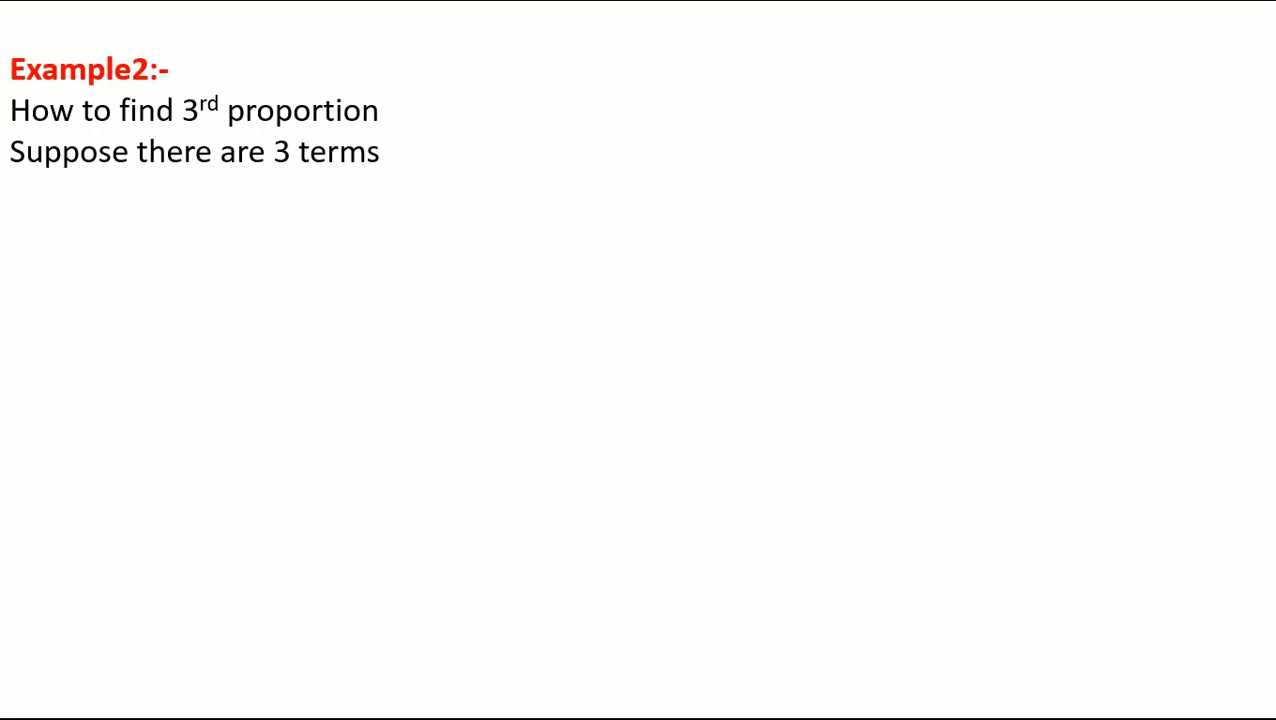 Example2:-
How to find 3rd proportion
Suppose there are 3 terms